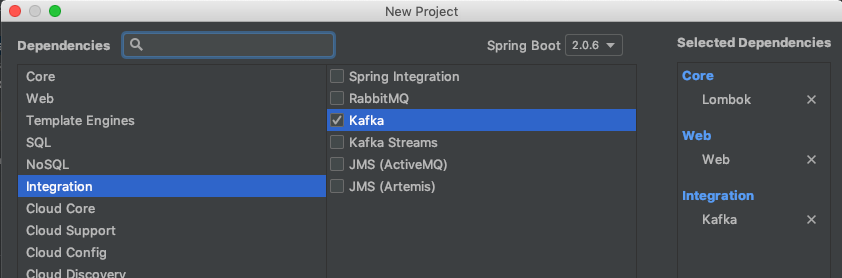 New Project
Dependencies
Spring Boot 2.0.6
Selected Dependencies
Core
Web
Template Engines
SQL
NoSQL
Integration
Cloud Core
Cloud Support
Cloud Config
Cloud Discovery
Spring Integration
RabbitMQ
Kafka
Kafka Streams
JMS (ActiveMQ)
JMS (Artemis)
Core
Lombok
Web
Web
Integration
Kafka